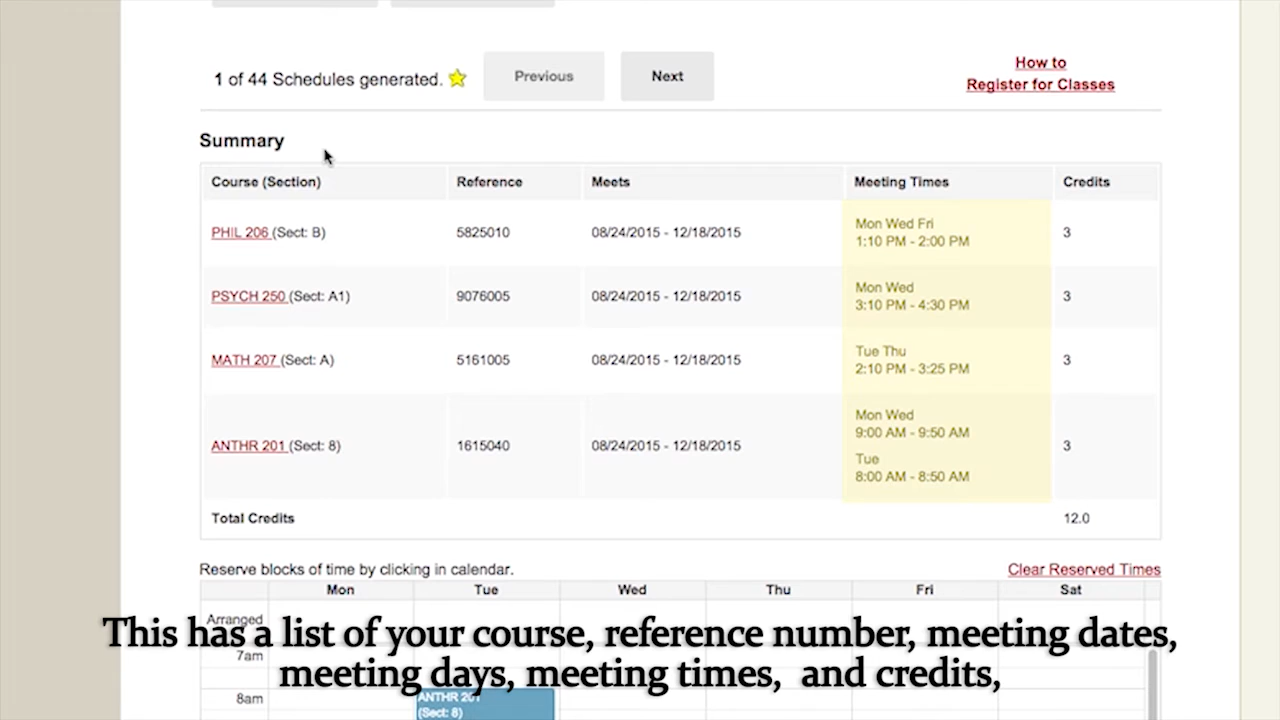 1 of 44 Schedules generated.
Previous
Next
How to
Register for Classes
Summary
Course (Section) Reference Meets Meeting Times Credits
PHIL 206 (Sect: B) 5825010 08/24/2015 - 12/18/2015 Mon Wed Fri
1:10 PM - 2:00 PM 3
PSYCH 250 (Sect: A1) 9076005 08/24/2015 - 12/18/2015 Mon Wed
3:10 PM - 4:30 PM 3
MATH 207 (Sect: A) 5161005 08/24/2015 - 12/18/2015 Tue Thu
2:10 PM - 3:25 PM 3
ANTHR 201 (Sect: 8) 1615040 08/24/2015 - 12/18/2015 Mon Wed
9:00 AM - 9:50 AM
Tue
8:00 AM - 8:50 AM 3
Total Credits 12.0
Reserve blocks of time by clicking in calendar. Clear Reserved Times
Mon Tue Wed Thu Fri Sat
Arranged
7am
8am
ANTHR 201
(Sect: 8)
This has a list of your course, reference number, meeting dates,
meeting days, meeting times, and credits,